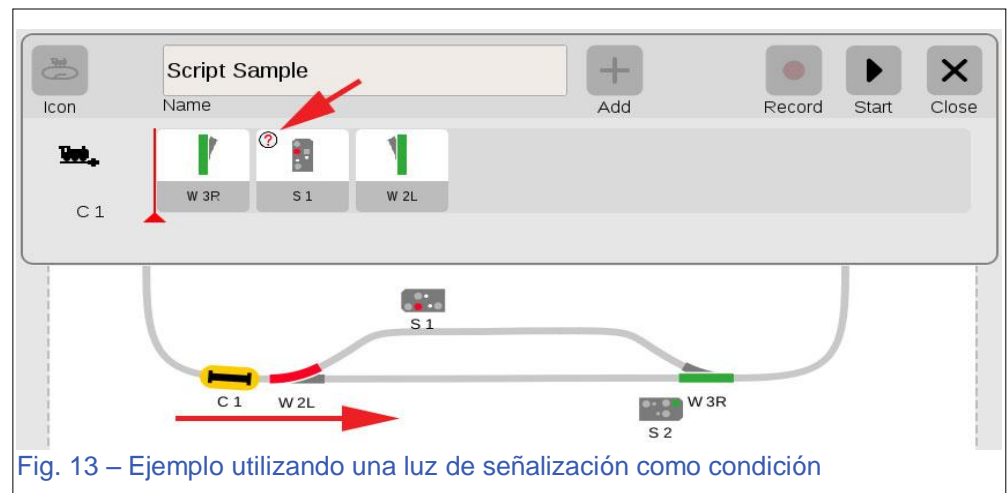 Script Sample
Icon Name Add Record Start Close
?
W 3R S 1 W 2L
C 1
S 1
C 1 W 2L W 3R
S 2
Fig. 13 – Ejemplo utilizando una luz de señalización como condición